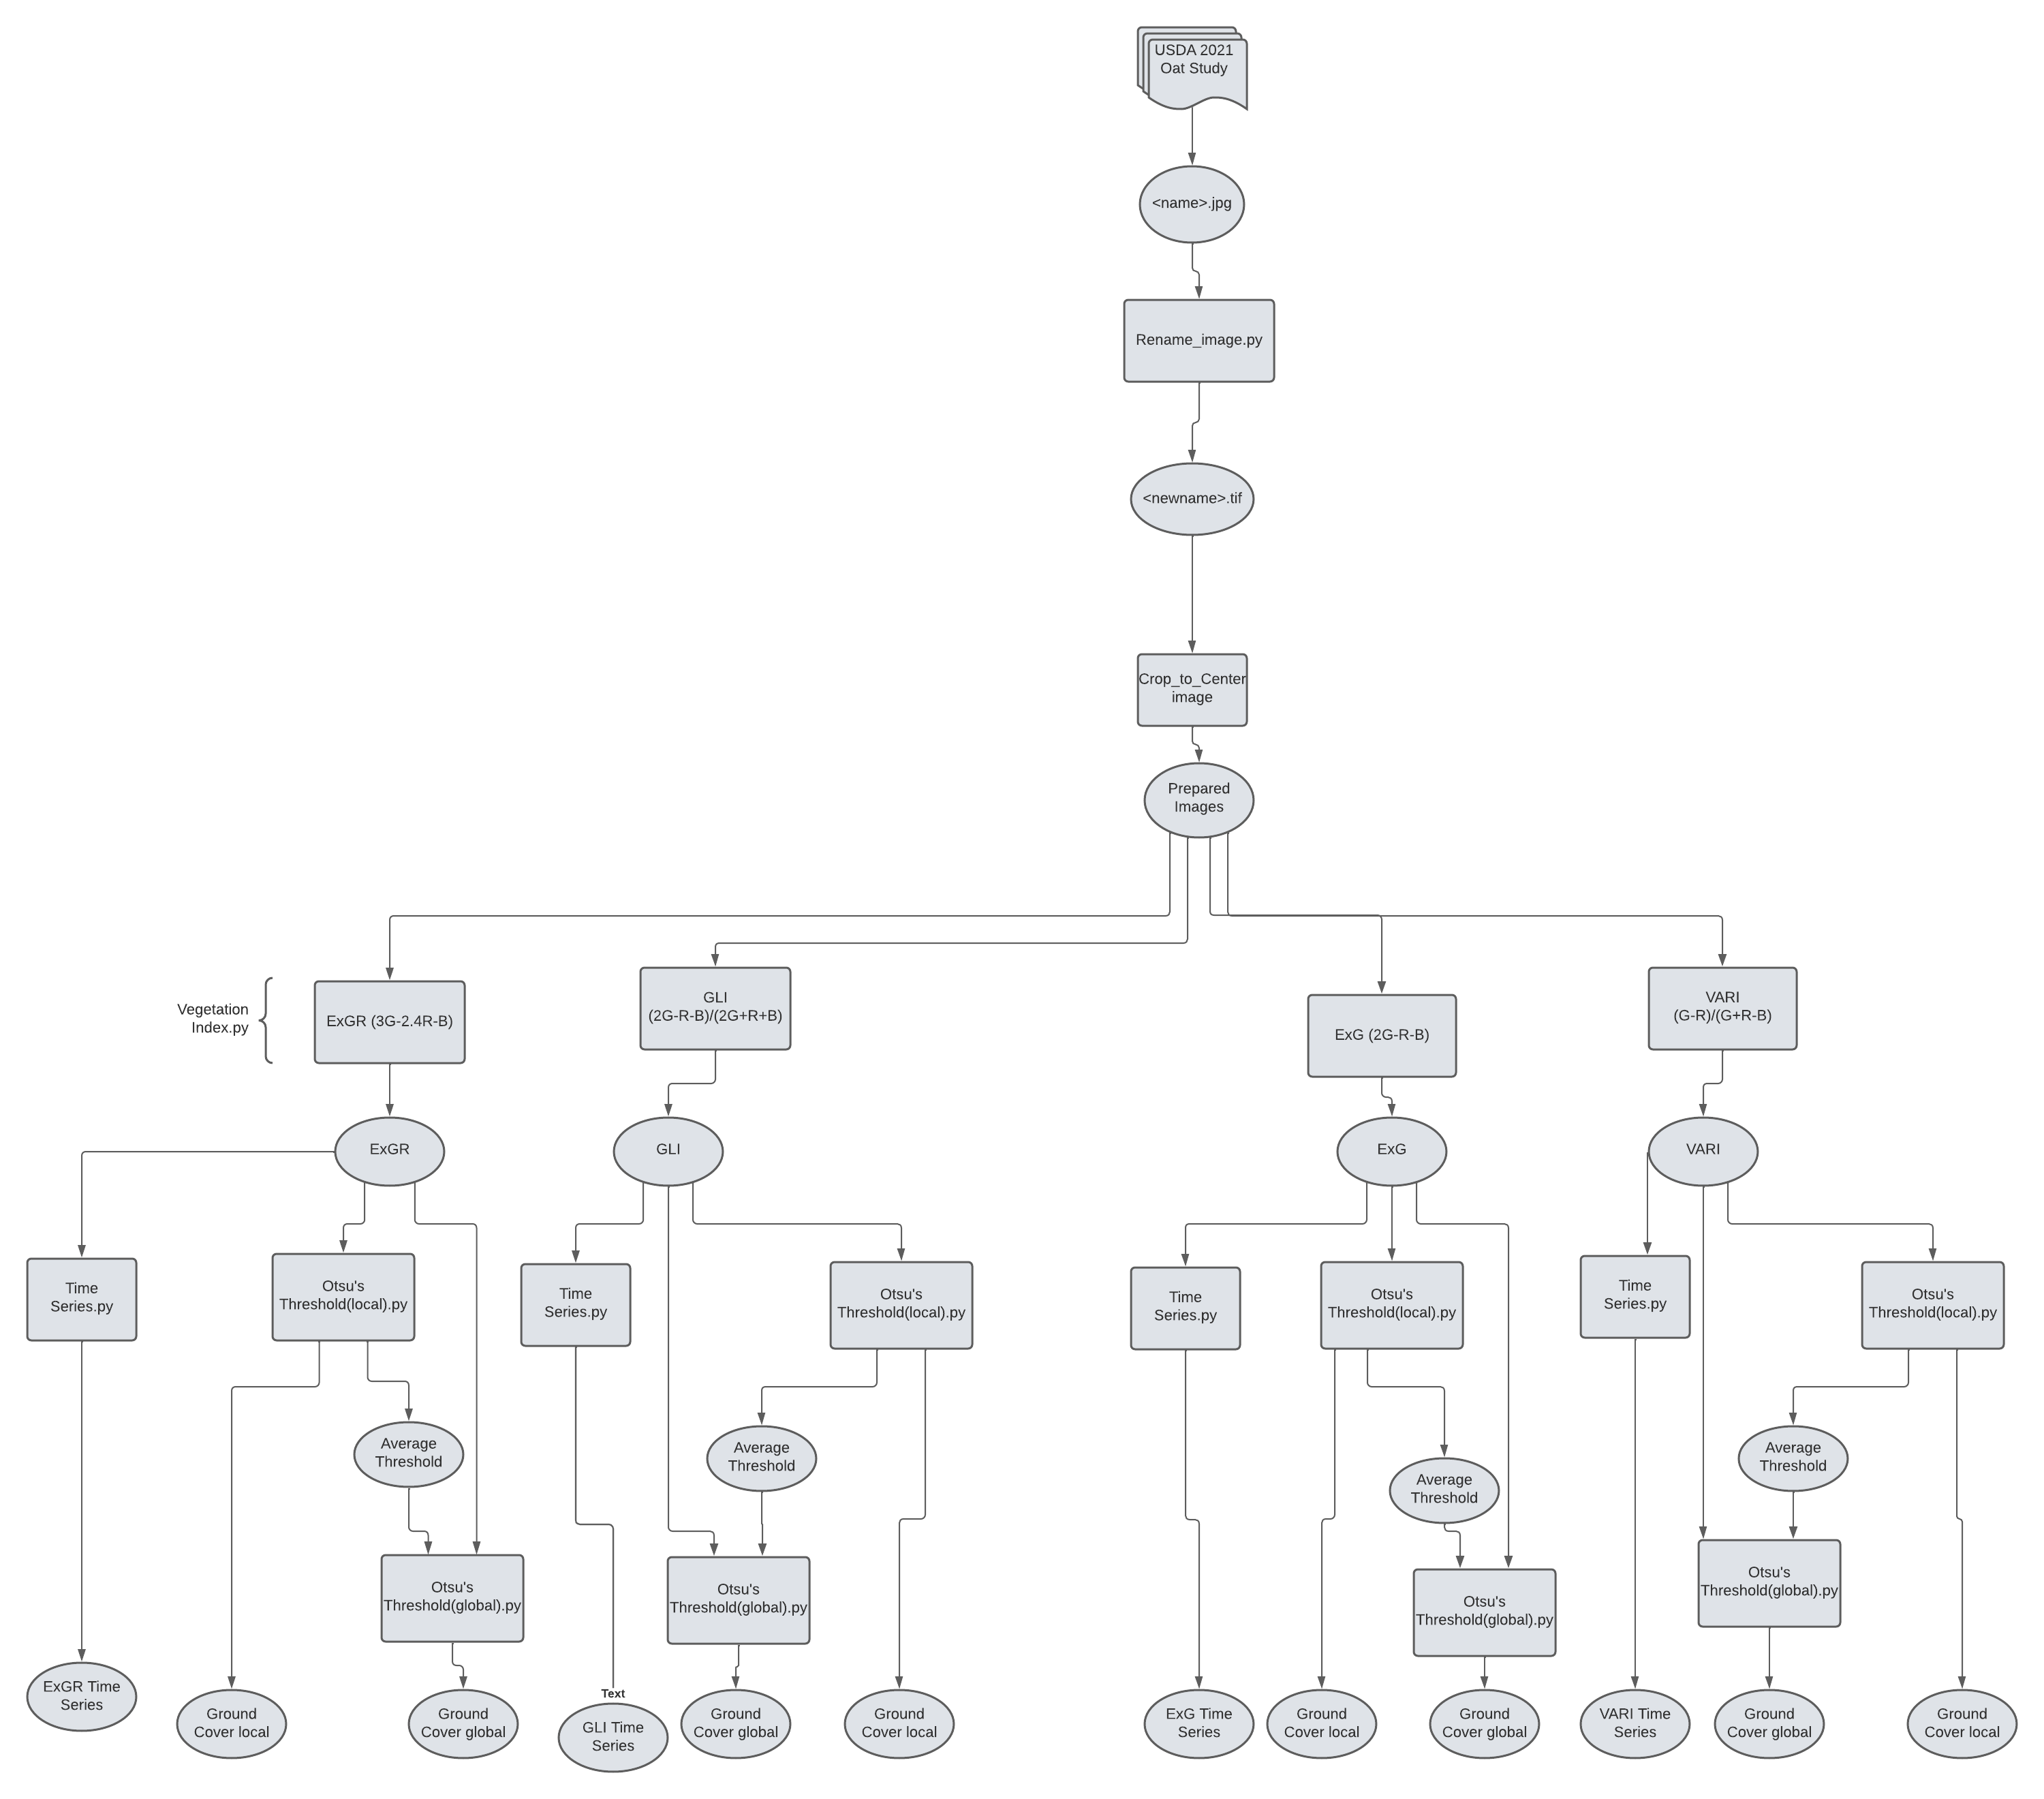 USDA 2021
Oat Study
<name>.jpg
Rename_image.py
<newname>.tif
Crop_to_Center
image
Prepared
Images
Vegetation
Index.py
ExGR (3G-2.4R-B)
GLI
(2G-R-B)/(2G+R+B)
ExG (2G-R-B)
VARI
(G-R)/(G+R-B)
ExGR
GLI
ExG
VARI
Time
Series.py
Otsu's
Threshold(local).py
Time
Series.py
Otsu's
Threshold(local).py
Time
Series.py
Otsu's
Threshold(local).py
Time
Series.py
Otsu's
Threshold(local).py
Average
Threshold
Average
Threshold
Average
Threshold
Average
Threshold
Otsu's
Threshold(global).py
Otsu's
Threshold(global).py
Otsu's
Threshold(global).py
Otsu's
Threshold(global).py
ExGR Time
Series
Ground
Cover local
Ground
Cover global
Text
GLI Time
Series
Ground
Cover global
Ground
Cover local
ExG Time
Series
Ground
Cover local
Ground
Cover global
VARI Time
Series
Ground
Cover global
Ground
Cover local